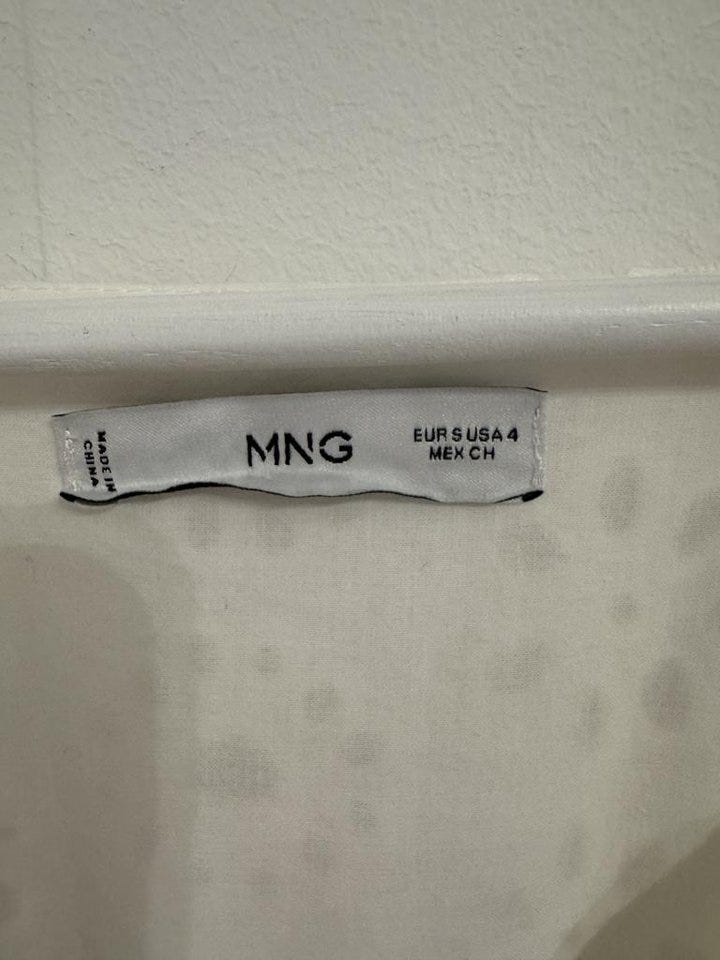 MADE IN
CHINA
MNG
EUR S USA 4
MEX CH